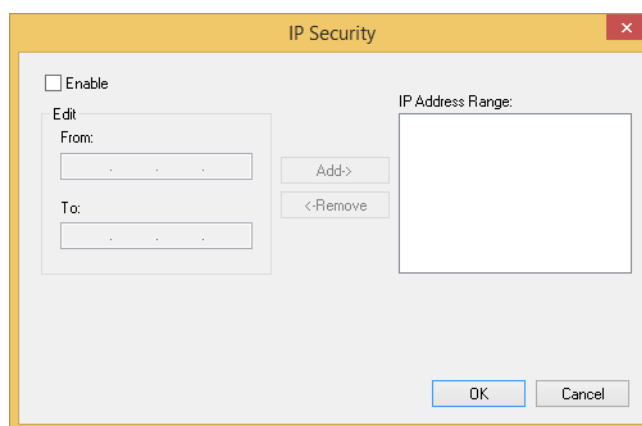 IP Security
Enable
Edit
From:
. . .
To:
. . .
Add->
<-Remove
IP Address Range:
OK
Cancel